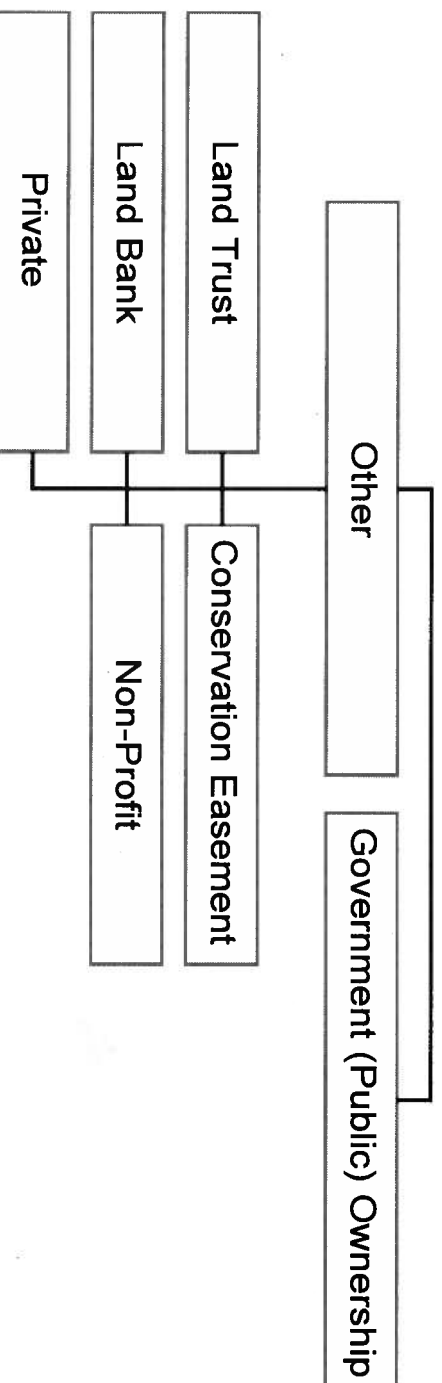 Other
Government (Public) Ownership
Land Trust
Conservation Easement
Land Bank
Non-Profit
Private